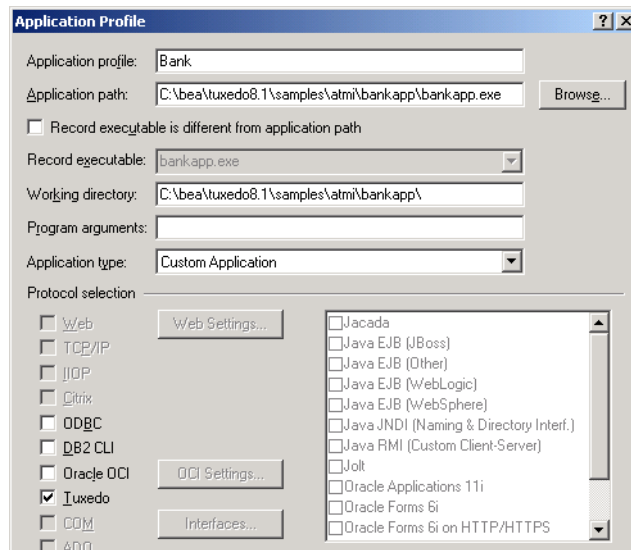 Application Profile
Application profile: Bank
Application path: C:\bea\tuxedo8.1\samples\atmi\bankapp\bankapp.exe Browse...
Record executable is different from application path
Record executable: bankapp.exe
Working directory: C:\bea\tuxedo8.1\samples\atmi\bankapp\
Program arguments:
Application type: Custom Application
Protocol selection
Web Web Settings... Jacada
TCP/IP Java EJB (JBoss)
IIOP Java EJB (Other)
Java EJB (WebLogic)
Citrix Java EJB (WebSphere)
ODBC Java JNDI (Naming & Directory Interf.)
DB2 CLI Java RMI (Custom Client-Server)
Oracle OCI OCI Settings... Jolt
Tuxedo Oracle Applications 11i
Oracle Forms 6i
COM Interfaces... Oracle Forms 6i on HTTP/HTTPS
ADO